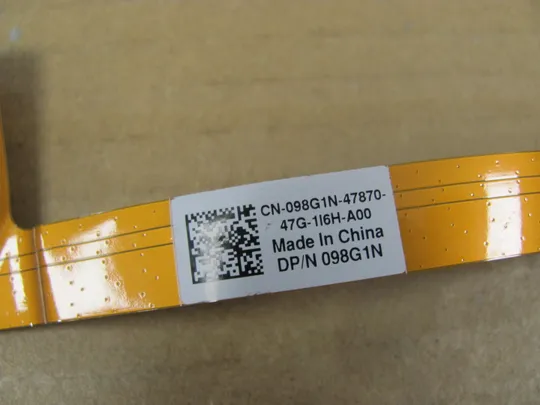 CN-098G1N-47870-
47G-1I6H-A00
Made In China
DP/N 098G1N